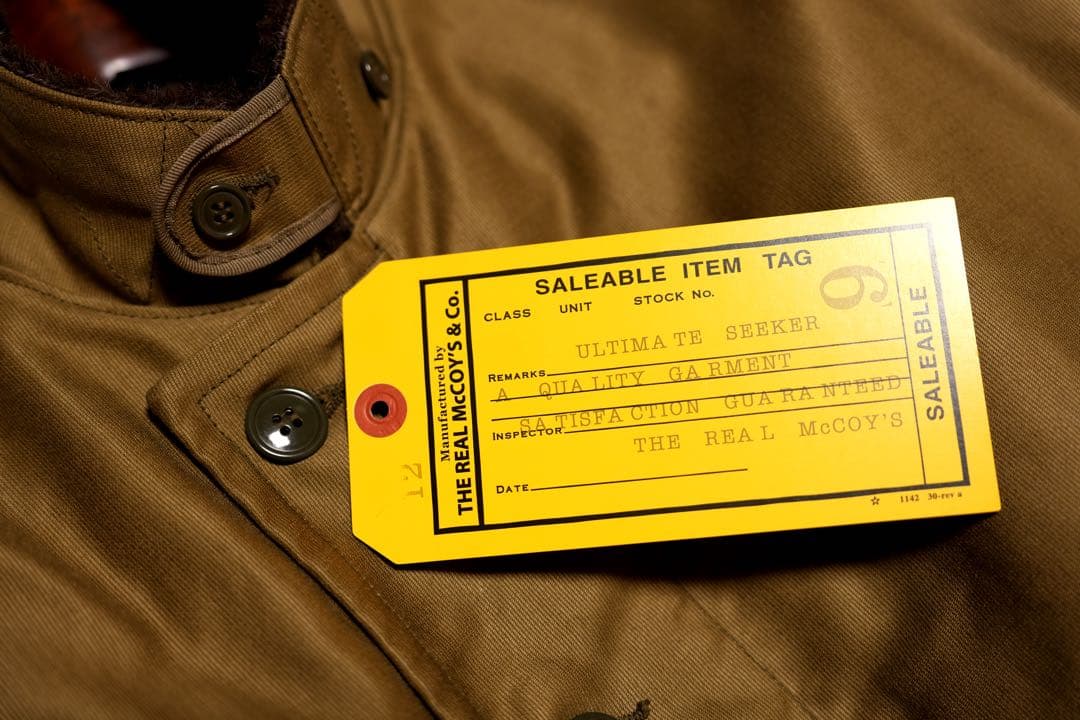 SALEABLE ITEM TAG
CLASS UNIT STOCK No.
ULTIMATE SEEKER
REMARKS
A QUALITY GARMENT
SATISFACTION GUARANTEED
INSPECTOR
THE REAL McCOY'S
DATE
Manufactured by
THE REAL McCOY'S & Co.
SALEABLE
9
12
☆ 1142 30-rev a